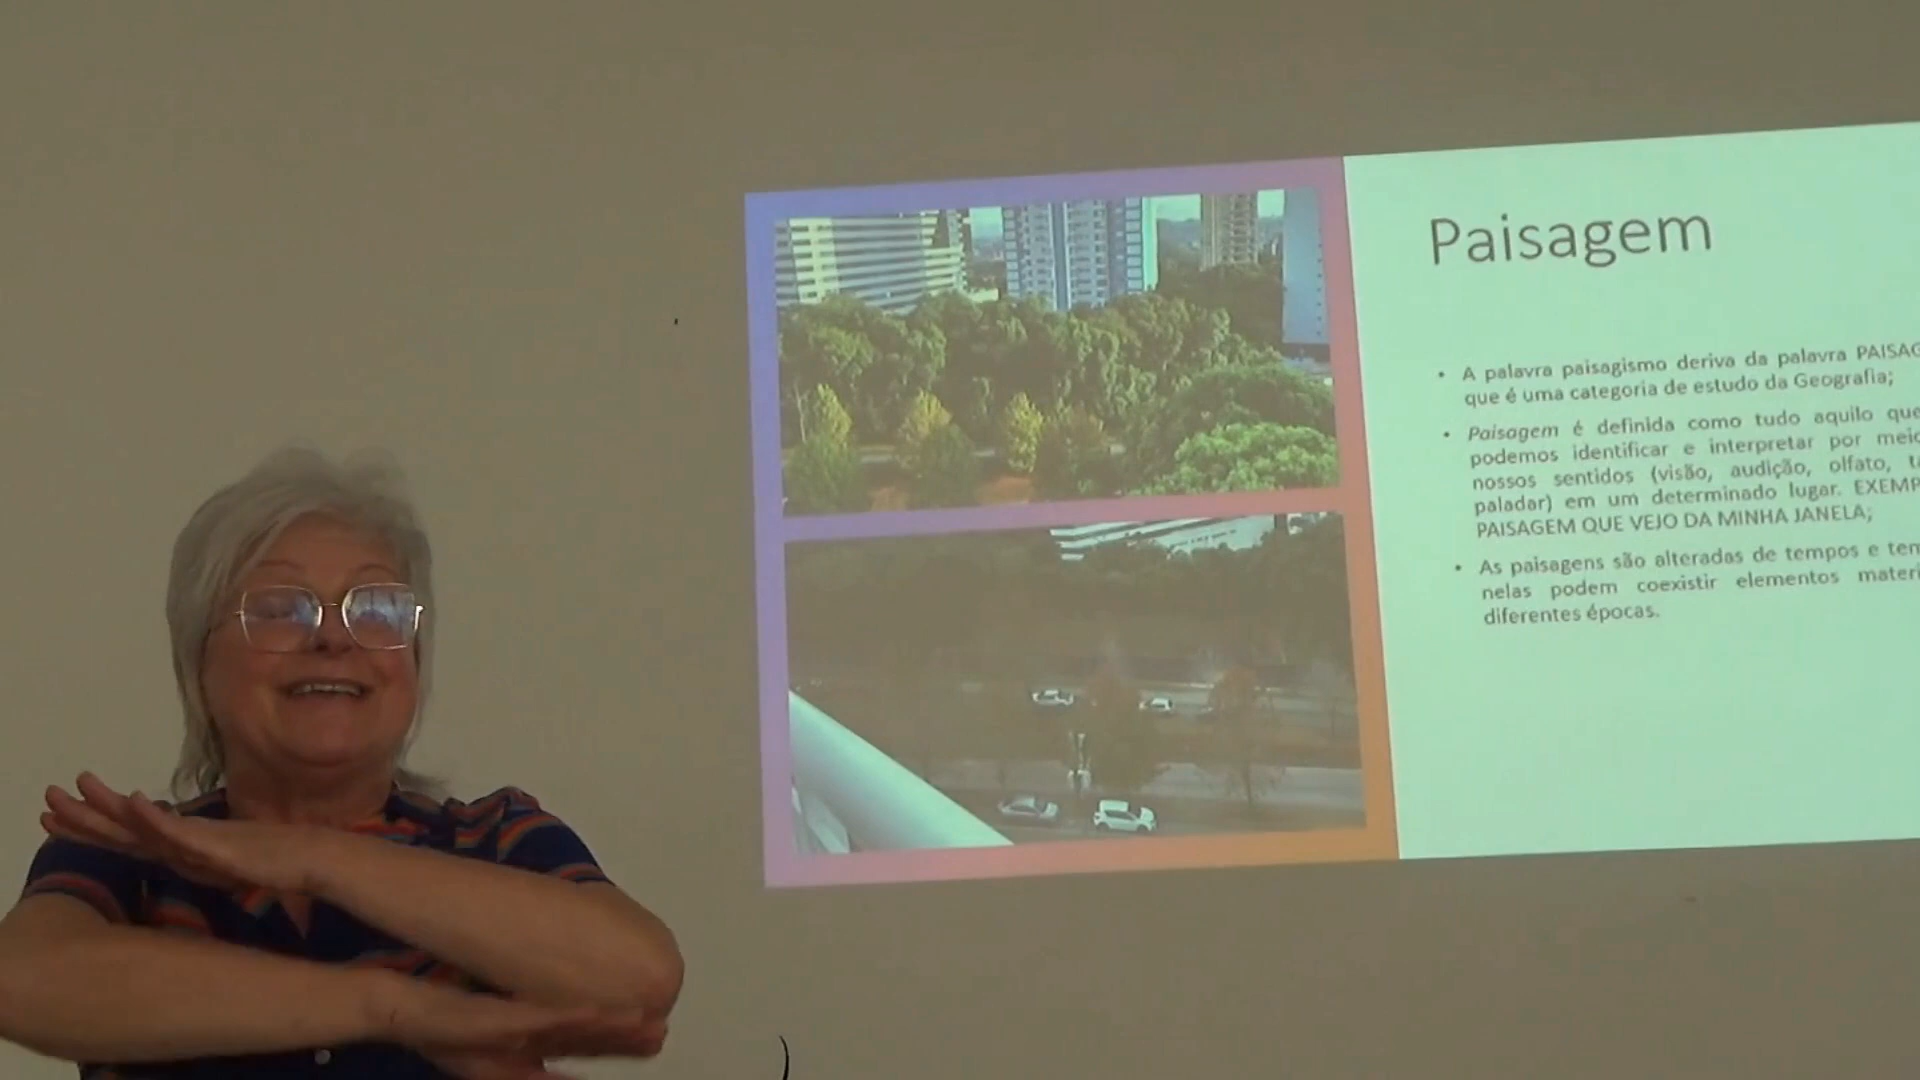 Paisagem
• A palavra paisagismo deriva da palavra
que é uma categoria de estudo da Geografia;
• Paisagem é definida como tudo aquilo que
podemos identificar e interpretar por
nossos sentidos (visão, audição, olfato,
paladar) em um determinado lugar.
PAISAGEM QUE VEJO DA MINHA JANELA;
• As paisagens são alteradas de tempos e
nelas podem coexistir elementos
diferentes épocas.